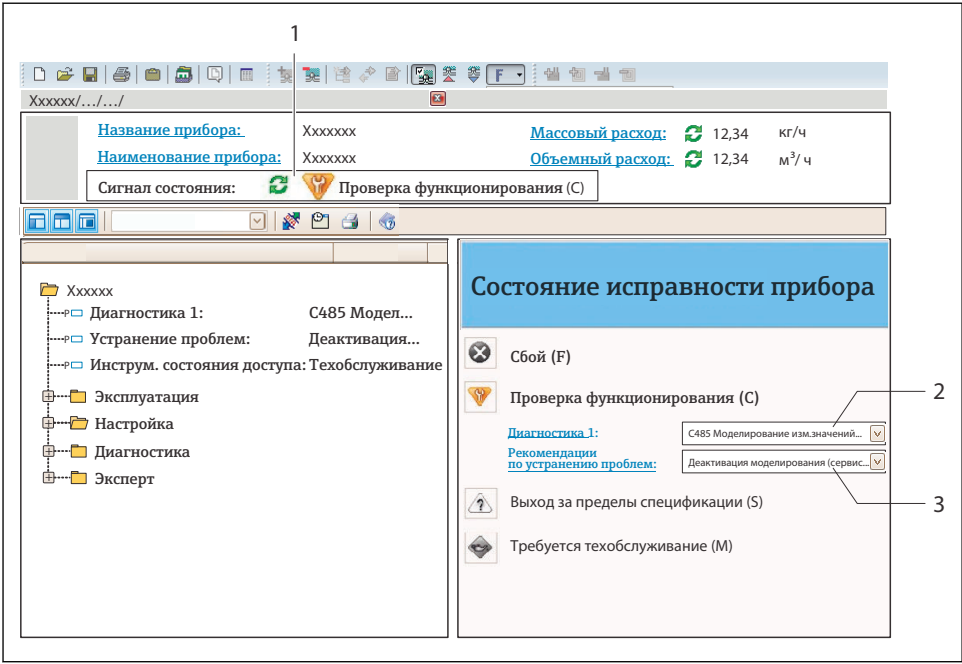 1
F
Xxxxxx/.../.../
Название прибора: Xxxxxxx Массовый расход: 12,34 кг/ч
Наименование прибора: Xxxxxxx Объемный расход: 12,34 м³/ ч
Сигнал состояния: Проверка функционирования (C)
Xxxxxx
Диагностика 1: C485 Модел...
Устранение проблем: Деактивация...
Инструм. состояния доступа: Техобслуживание
Эксплуатация
Настройка
Диагностика
Эксперт
Состояние исправности прибора
Сбой (F)
Проверка функционирования (C)
2
Диагностика 1: C485 Моделирование изм.значений...
Рекомендации
по устранению проблем: Деактивация моделирования (сервис...
3
Выход за пределы спецификации (S)
Требуется техобслуживание (M)